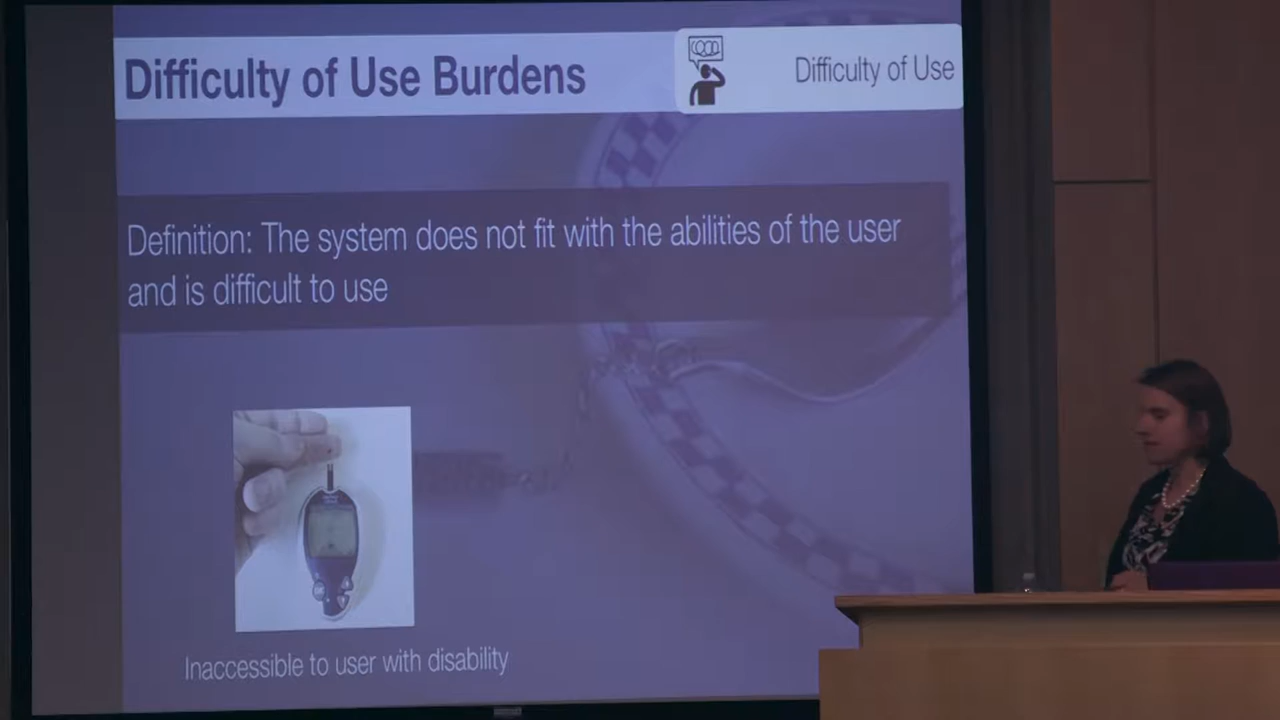 Difficulty of Use Burdens
Difficulty of Use
Definition: The system does not fit with the abilities of the user
and is difficult to use
Inaccessible to user with disability